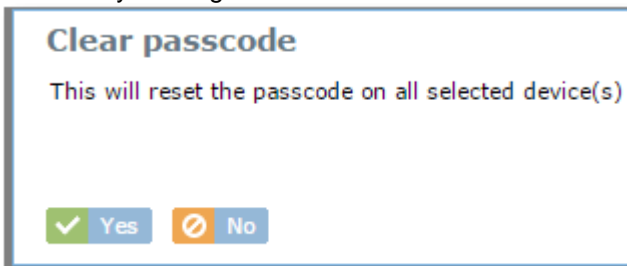 Clear passcode
This will reset the passcode on all selected device(s)
Yes No